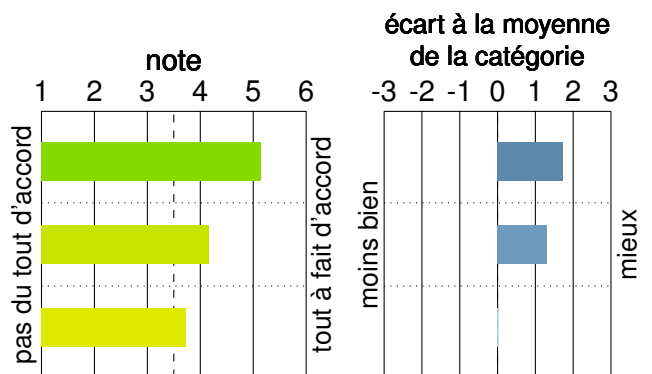 écart à la moyenne
note
de la catégorie
1 2 3 4 5 6
-3 -2 -1 0 1 2 3
pas du tout d'accord
tout à fait d'accord
moins bien
mieux